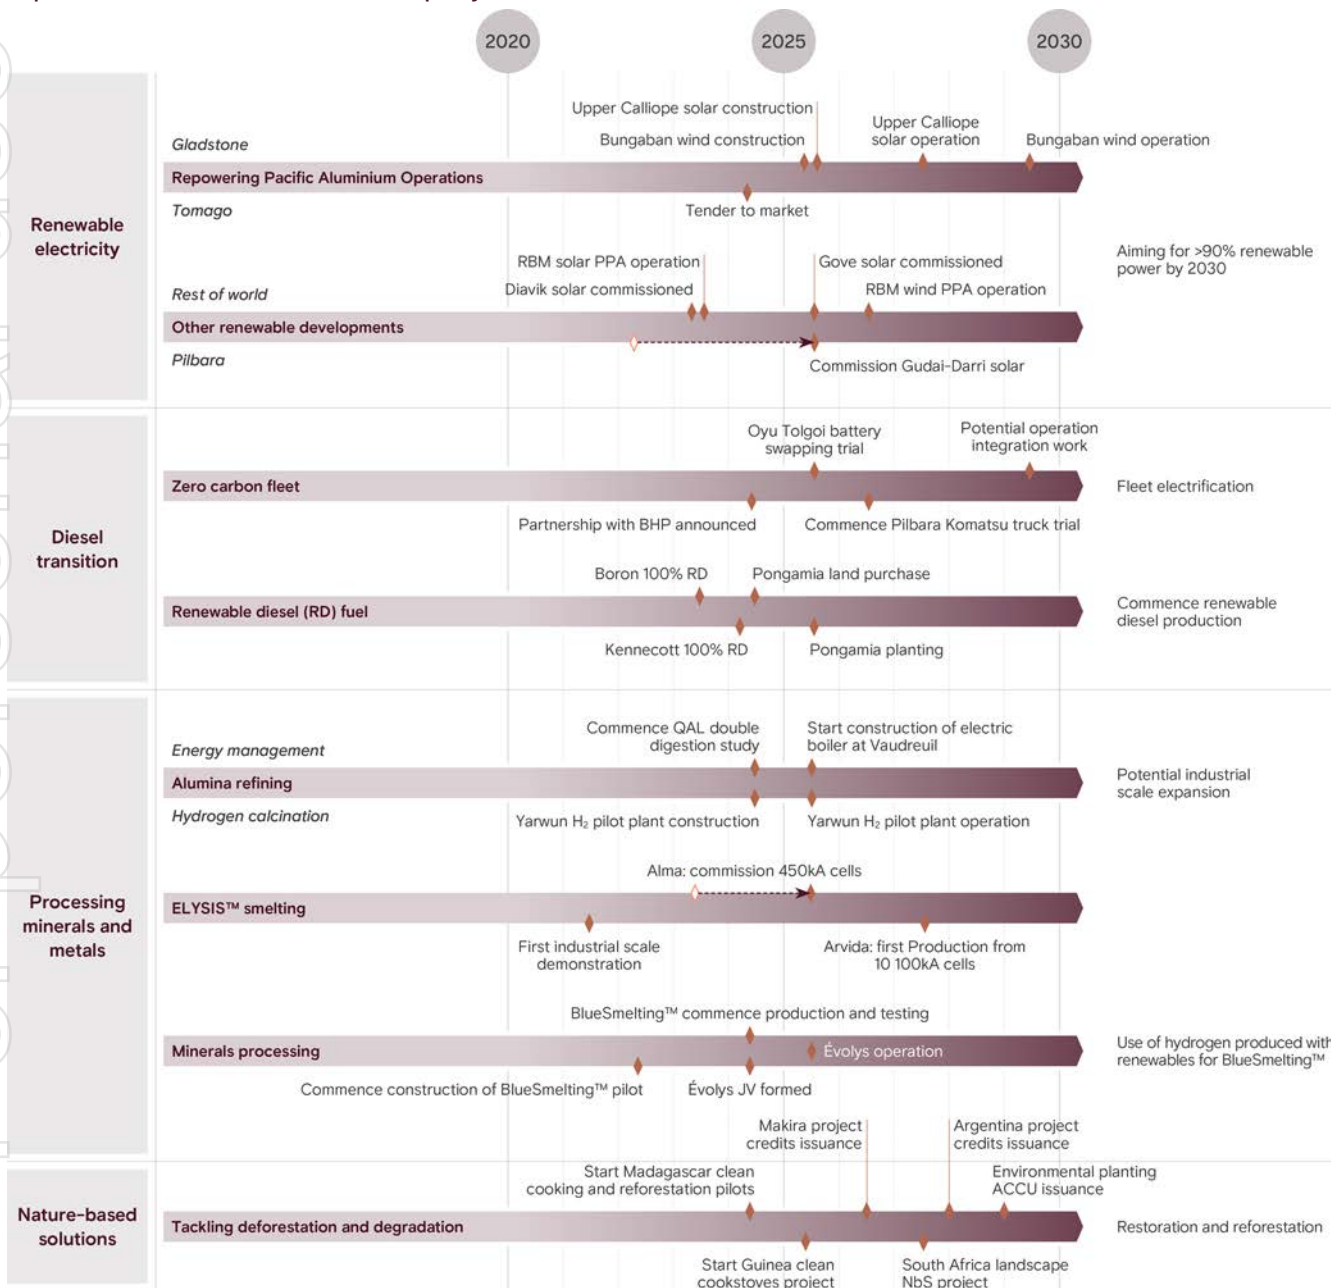 2020
2025
2030
Renewable
electricity
Upper Calliope solar construction
Bungaban wind construction
Upper Calliope
solar operation
Bungaban wind operation
Gladstone
Repowering Pacific Aluminium Operations
Tomago
Tender to market
RBM solar PPA operation
Diavik solar commissioned
Gove solar commissioned
RBM wind PPA operation
Rest of world
Other renewable developments
Pilbara
Commission Gudai-Darri solar
Aiming for >90% renewable
power by 2030
Diesel
transition
Oyu Tolgoi battery
swapping trial
Potential operation
integration work
Zero carbon fleet
Fleet electrification
Partnership with BHP announced
Commence Pilbara Komatsu truck trial
Boron 100% RD
Pongamia land purchase
Renewable diesel (RD) fuel
Commence renewable
diesel production
Kennecott 100% RD
Pongamia planting
Processing
minerals and
metals
Commence QAL double
digestion study
Start construction of electric
boiler at Vaudreuil
Energy management
Alumina refining
Hydrogen calcination
Potential industrial
scale expansion
Yarwun H₂ pilot plant construction
Yarwun H₂ pilot plant operation
Alma: commission 450kA cells
ELYSIS™ smelting
First industrial scale
demonstration
Arvida: first Production from
10 100kA cells
BlueSmelting™ commence production and testing
Minerals processing
Évolys operation
Use of hydrogen produced with
renewables for BlueSmelting™
Commence construction of BlueSmelting™ pilot
Évolys JV formed
Nature-based
solutions
Makira project
credits issuance
Argentina project
credits issuance
Start Madagascar clean
cooking and reforestation pilots
Environmental planting
ACCU issuance
Tackling deforestation and degradation
Restoration and reforestation
Start Guinea clean
cookstoves project
South Africa landscape
NbS project